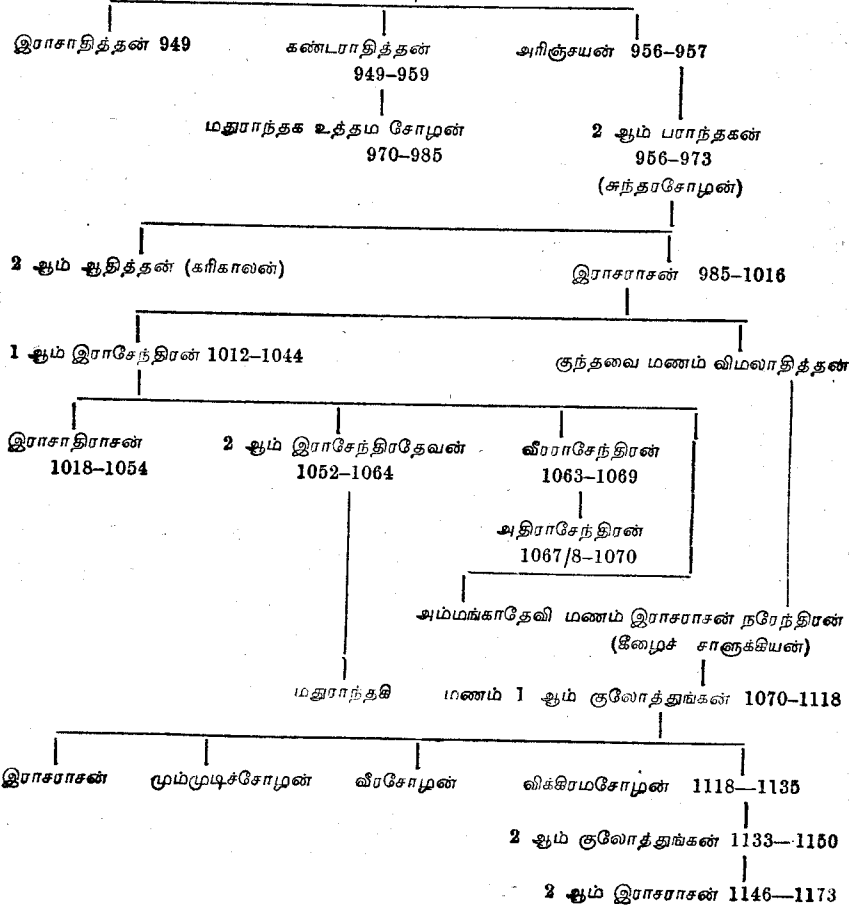 இராசாதித்தன் 949 கண்டராதித்தன் அரிஞ்சயன் 956–957
949–959
மதுராந்தக உத்தம சோழன் 2 ஆம் பராந்தகன்
970–985 956–973
(சுந்தரசோழன்)
2 ஆம் ஆதித்தன் (கரிகாலன்) இராசராசன் 985–1016
1 ஆம் இராசேந்திரன் 1012–1044 குந்தவை மணம் விமலாதித்தன்
இராசாதிராசன் 2 ஆம் இராசேந்திரதேவன் வீரராசேந்திரன்
1018–1054 1052–1064 1063–1069
அதிராசேந்திரன்
1067/8–1070
அம்மங்காதேவி மணம் இராசராசன் நரேந்திரன்
(கீழைச் சாளுக்கியன்)
மதுராந்தகி மணம் 1 ஆம் குலோத்துங்கன் 1070–1118
இராசராசன் மும்முடிச்சோழன் வீரசோழன் விக்கிரமசோழன் 1118—1135
2 ஆம் குலோத்துங்கன் 1133—1150
2 ஆம் இராசராசன் 1146—1173